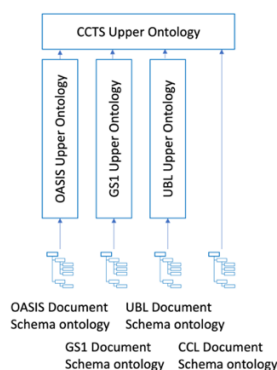 CCTS Upper Ontology
OASIS Upper Ontology
GS1 Upper Ontology
UBL Upper Ontology
OASIS Document
Schema ontology
UBL Document
Schema ontology
GS1 Document
Schema ontology
CCL Document
Schema ontology